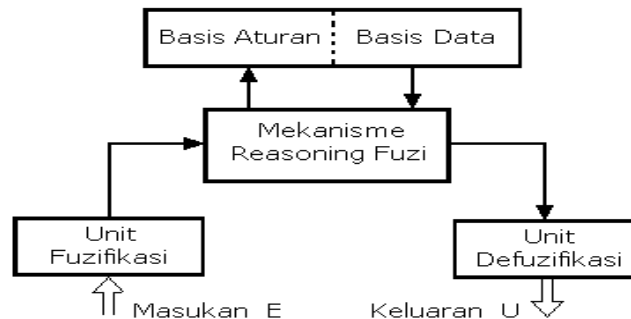 Basis Aturan Basis Data
Mekanisme
Reasoning Fuzi
Unit
Fuzifikasi
Unit
Defuzifikasi
Masukan E
Keluaran U